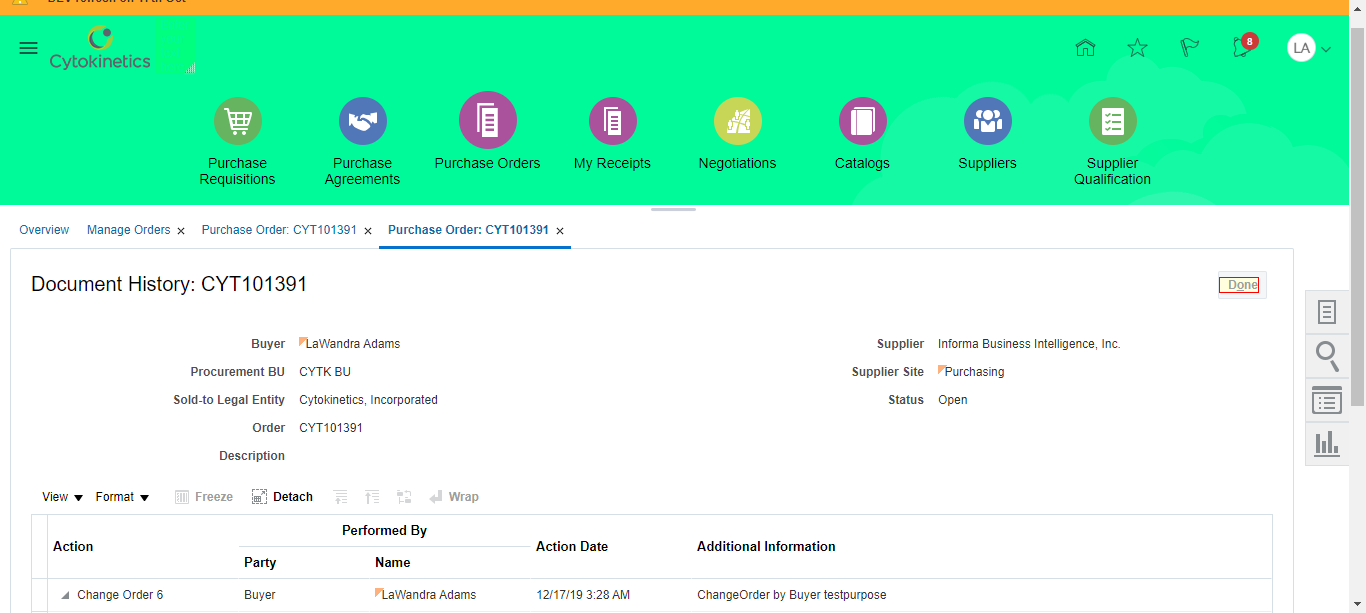 DEV refresh on 17th Oct
Cytokinetics
8
LA
Purchase Requisitions
Purchase Agreements
Purchase Orders
My Receipts
Negotiations
Catalogs
Suppliers
Supplier Qualification
Overview Manage Orders × Purchase Order: CYT101391 × Purchase Order: CYT101391 ×
Document History: CYT101391
Done
Buyer LaWandra Adams
Procurement BU CYTK BU
Sold-to Legal Entity Cytokinetics, Incorporated
Order CYT101391
Description
Supplier Informa Business Intelligence, Inc.
Supplier Site Purchasing
Status Open
View Format Freeze Detach Wrap
Performed By
Action Action Date Additional Information
Party Name
Change Order 6 Buyer LaWandra Adams 12/17/19 3:28 AM ChangeOrder by Buyer testpurpose